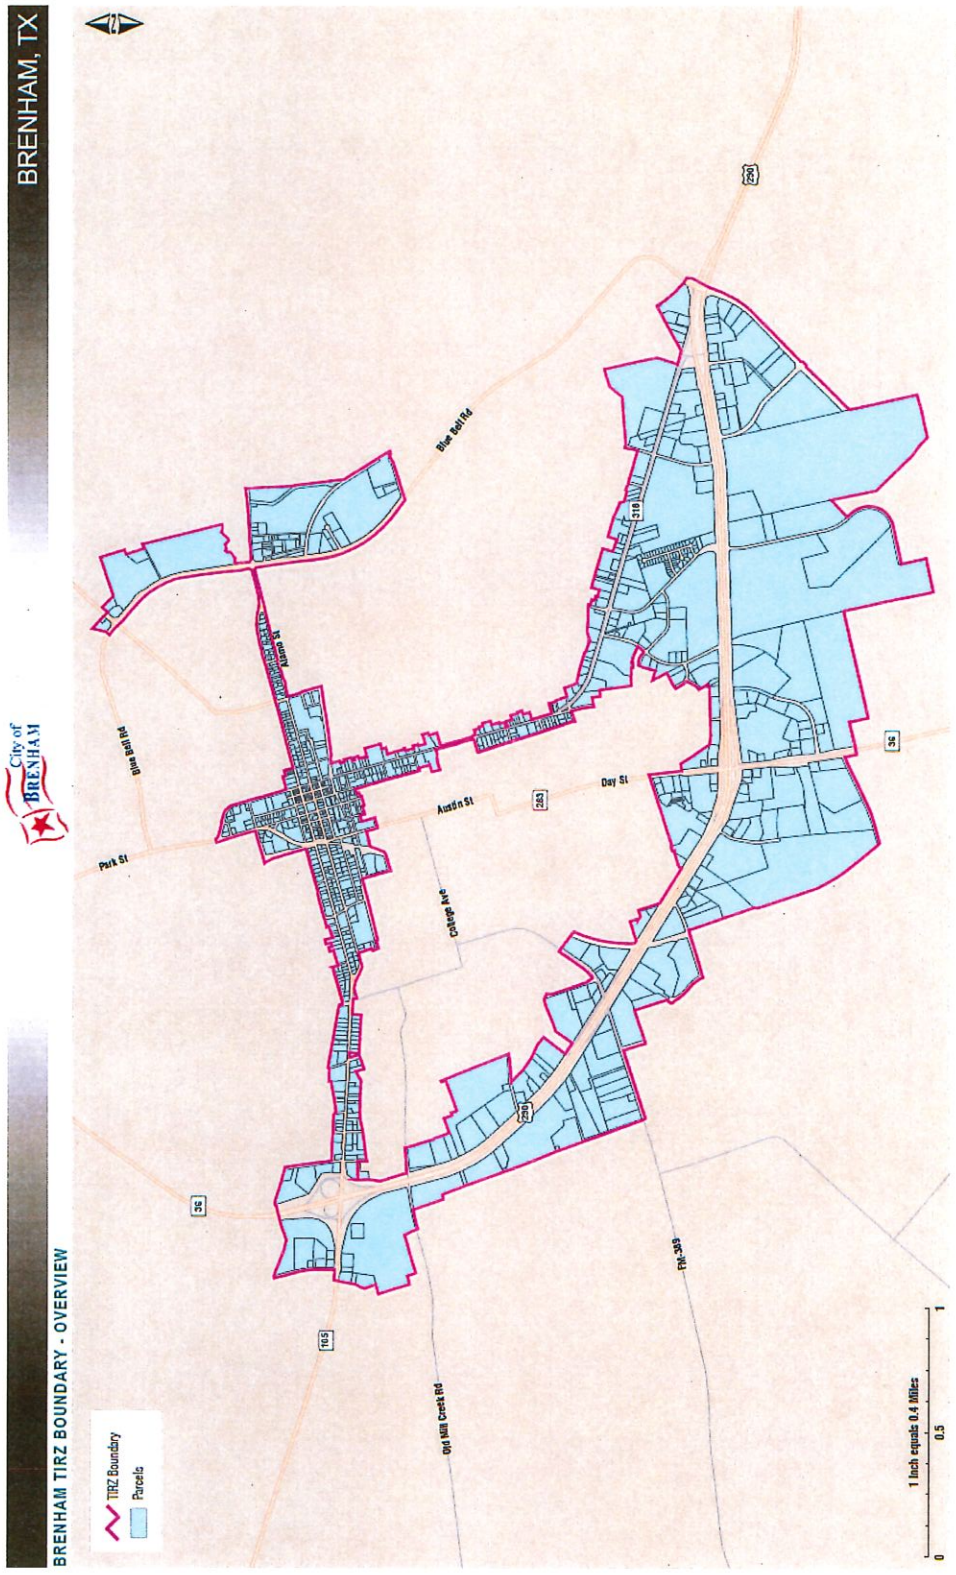 BRENHAM, TX
City of
BRENHAM
BRENHAM TIRZ BOUNDARY - OVERVIEW
N
TIRZ Boundary
Parcels
Park St
Blue Bell Rd
Alamo St
Blue Bell Rd
Austin St
283
Day St
College Ave
318
290
36
290
36
105
Old Mill Creek Rd
FM-389
1 Inch equals 0.4 Miles
0
0.5
1